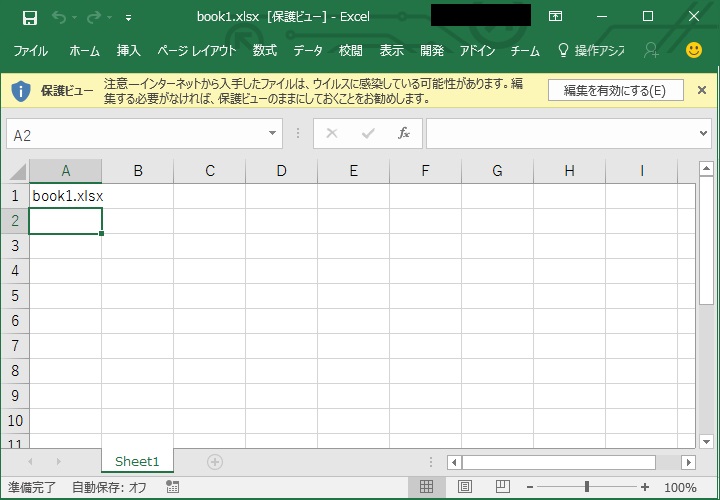 book1.xlsx [保護ビュー] - Excel
ファイル ホーム 挿入 ページ レイアウト 数式 データ 校閲 表示 開発 アドイン チーム 操作アシス
保護ビュー 注意—インターネットから入手したファイルは、ウイルスに感染している可能性があります。編
集する必要がなければ、保護ビューのままにしておくことをお勧めします。
編集を有効にする(E)
A2 fx
A B C D E F G H I
1 book1.xlsx
2
3
4
5
6
7
8
9
10
11
Sheet1
準備完了 自動保存: オフ 100%